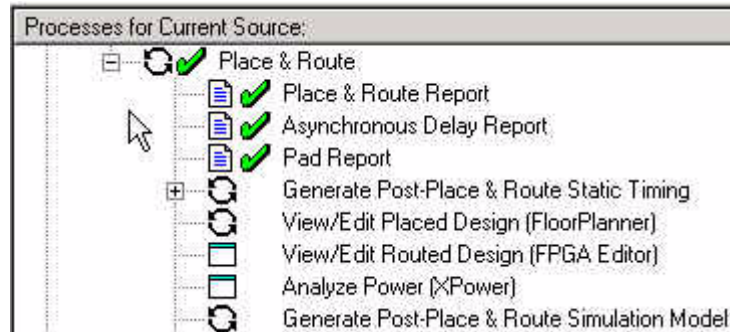 Processes for Current Source:
Place & Route
Place & Route Report
Asynchronous Delay Report
Pad Report
Generate Post-Place & Route Static Timing
View/Edit Placed Design (FloorPlanner)
View/Edit Routed Design (FPGA Editor)
Analyze Power (XPower)
Generate Post-Place & Route Simulation Model